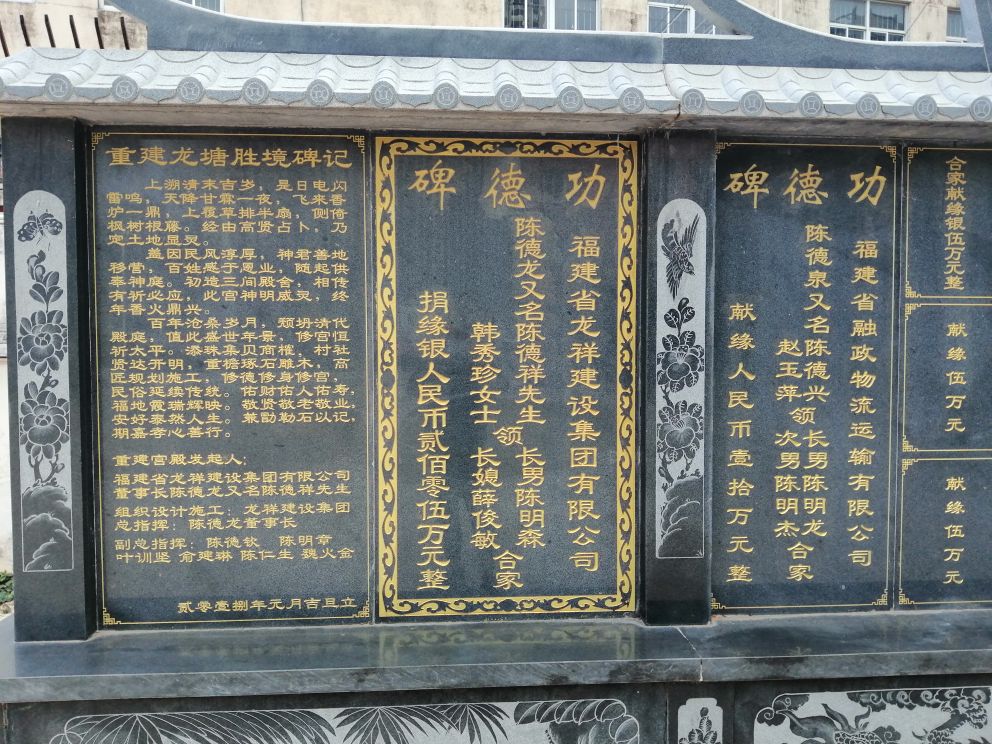 重建龙塘胜境碑记
上溯清末吉岁，是日电闪
雷鸣，天降甘霖一夜，飞来香
炉一鼎，上覆草排半扇，侧倚
枫树根藤。经由高贤占卜，乃
定土地显灵。
盖因民风淳厚，神君善地
移营，百姓感于恩业，随起供
奉神庭。初造三间殿舍，相传
有祈必应，此宫神明威灵，终
年香火鼎兴。
百年沧桑岁月，颓坍清代
殿庭，值此盛世年景，修宫恒
祈太平。添珠集贝商榷，村社
贤达开明，重檐琢石雕木，高
匠规划施工，修德修身修宫，
民俗延续传统。佑财佑人佑寿，
福地霞瑞辉映。敬贤敬老敬业，
安好泰然人生。兹勖勒石以记，
期嘉孝心善行。
重建宫殿发起人：
福建省龙祥建设集团有限公司
董事长陈德龙又名陈德祥先生
组织设计施工：龙祥建设集团
总指挥：陈德龙董事长
副总指挥：陈德钦 陈明章
叶训坚 俞建琳 陈仁生 魏火金
贰零壹捌年元月吉旦立
功德碑
福建省龙祥建设集团有限公司
陈德龙又名陈德祥先生 领 长男陈明森
韩秀珍女士 长媳薛俊敏 合家
捐缘银人民币贰佰零伍万元整
功德碑
福建省融政物流运输有限公司
陈德泉又名陈德兴 领 长男陈明龙
赵玉萍 次男陈明杰 合家
献缘人民币壹拾万元整
合家献缘银伍万元整
献缘伍万元
献缘伍万元